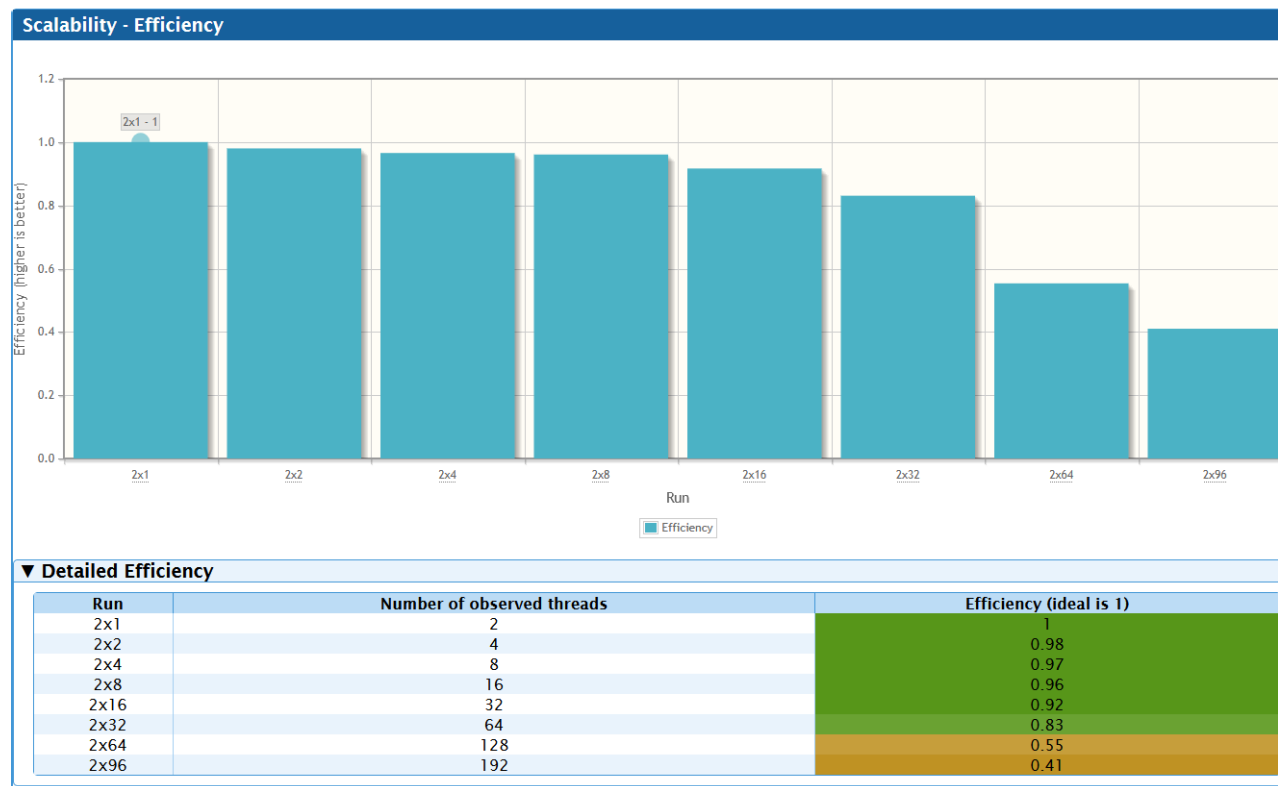 Scalability - Efficiency
1.2
2x1 - 1
1.0
0.8
0.6
0.4
0.2
0.0
Efficiency (higher is better)
2x1 2x2 2x4 2x8 2x16 2x32 2x64 2x96
Run
Efficiency
▼ Detailed Efficiency
Run Number of observed threads Efficiency (ideal is 1)
2x1 2 1
2x2 4 0.98
2x4 8 0.97
2x8 16 0.96
2x16 32 0.92
2x32 64 0.83
2x64 128 0.55
2x96 192 0.41